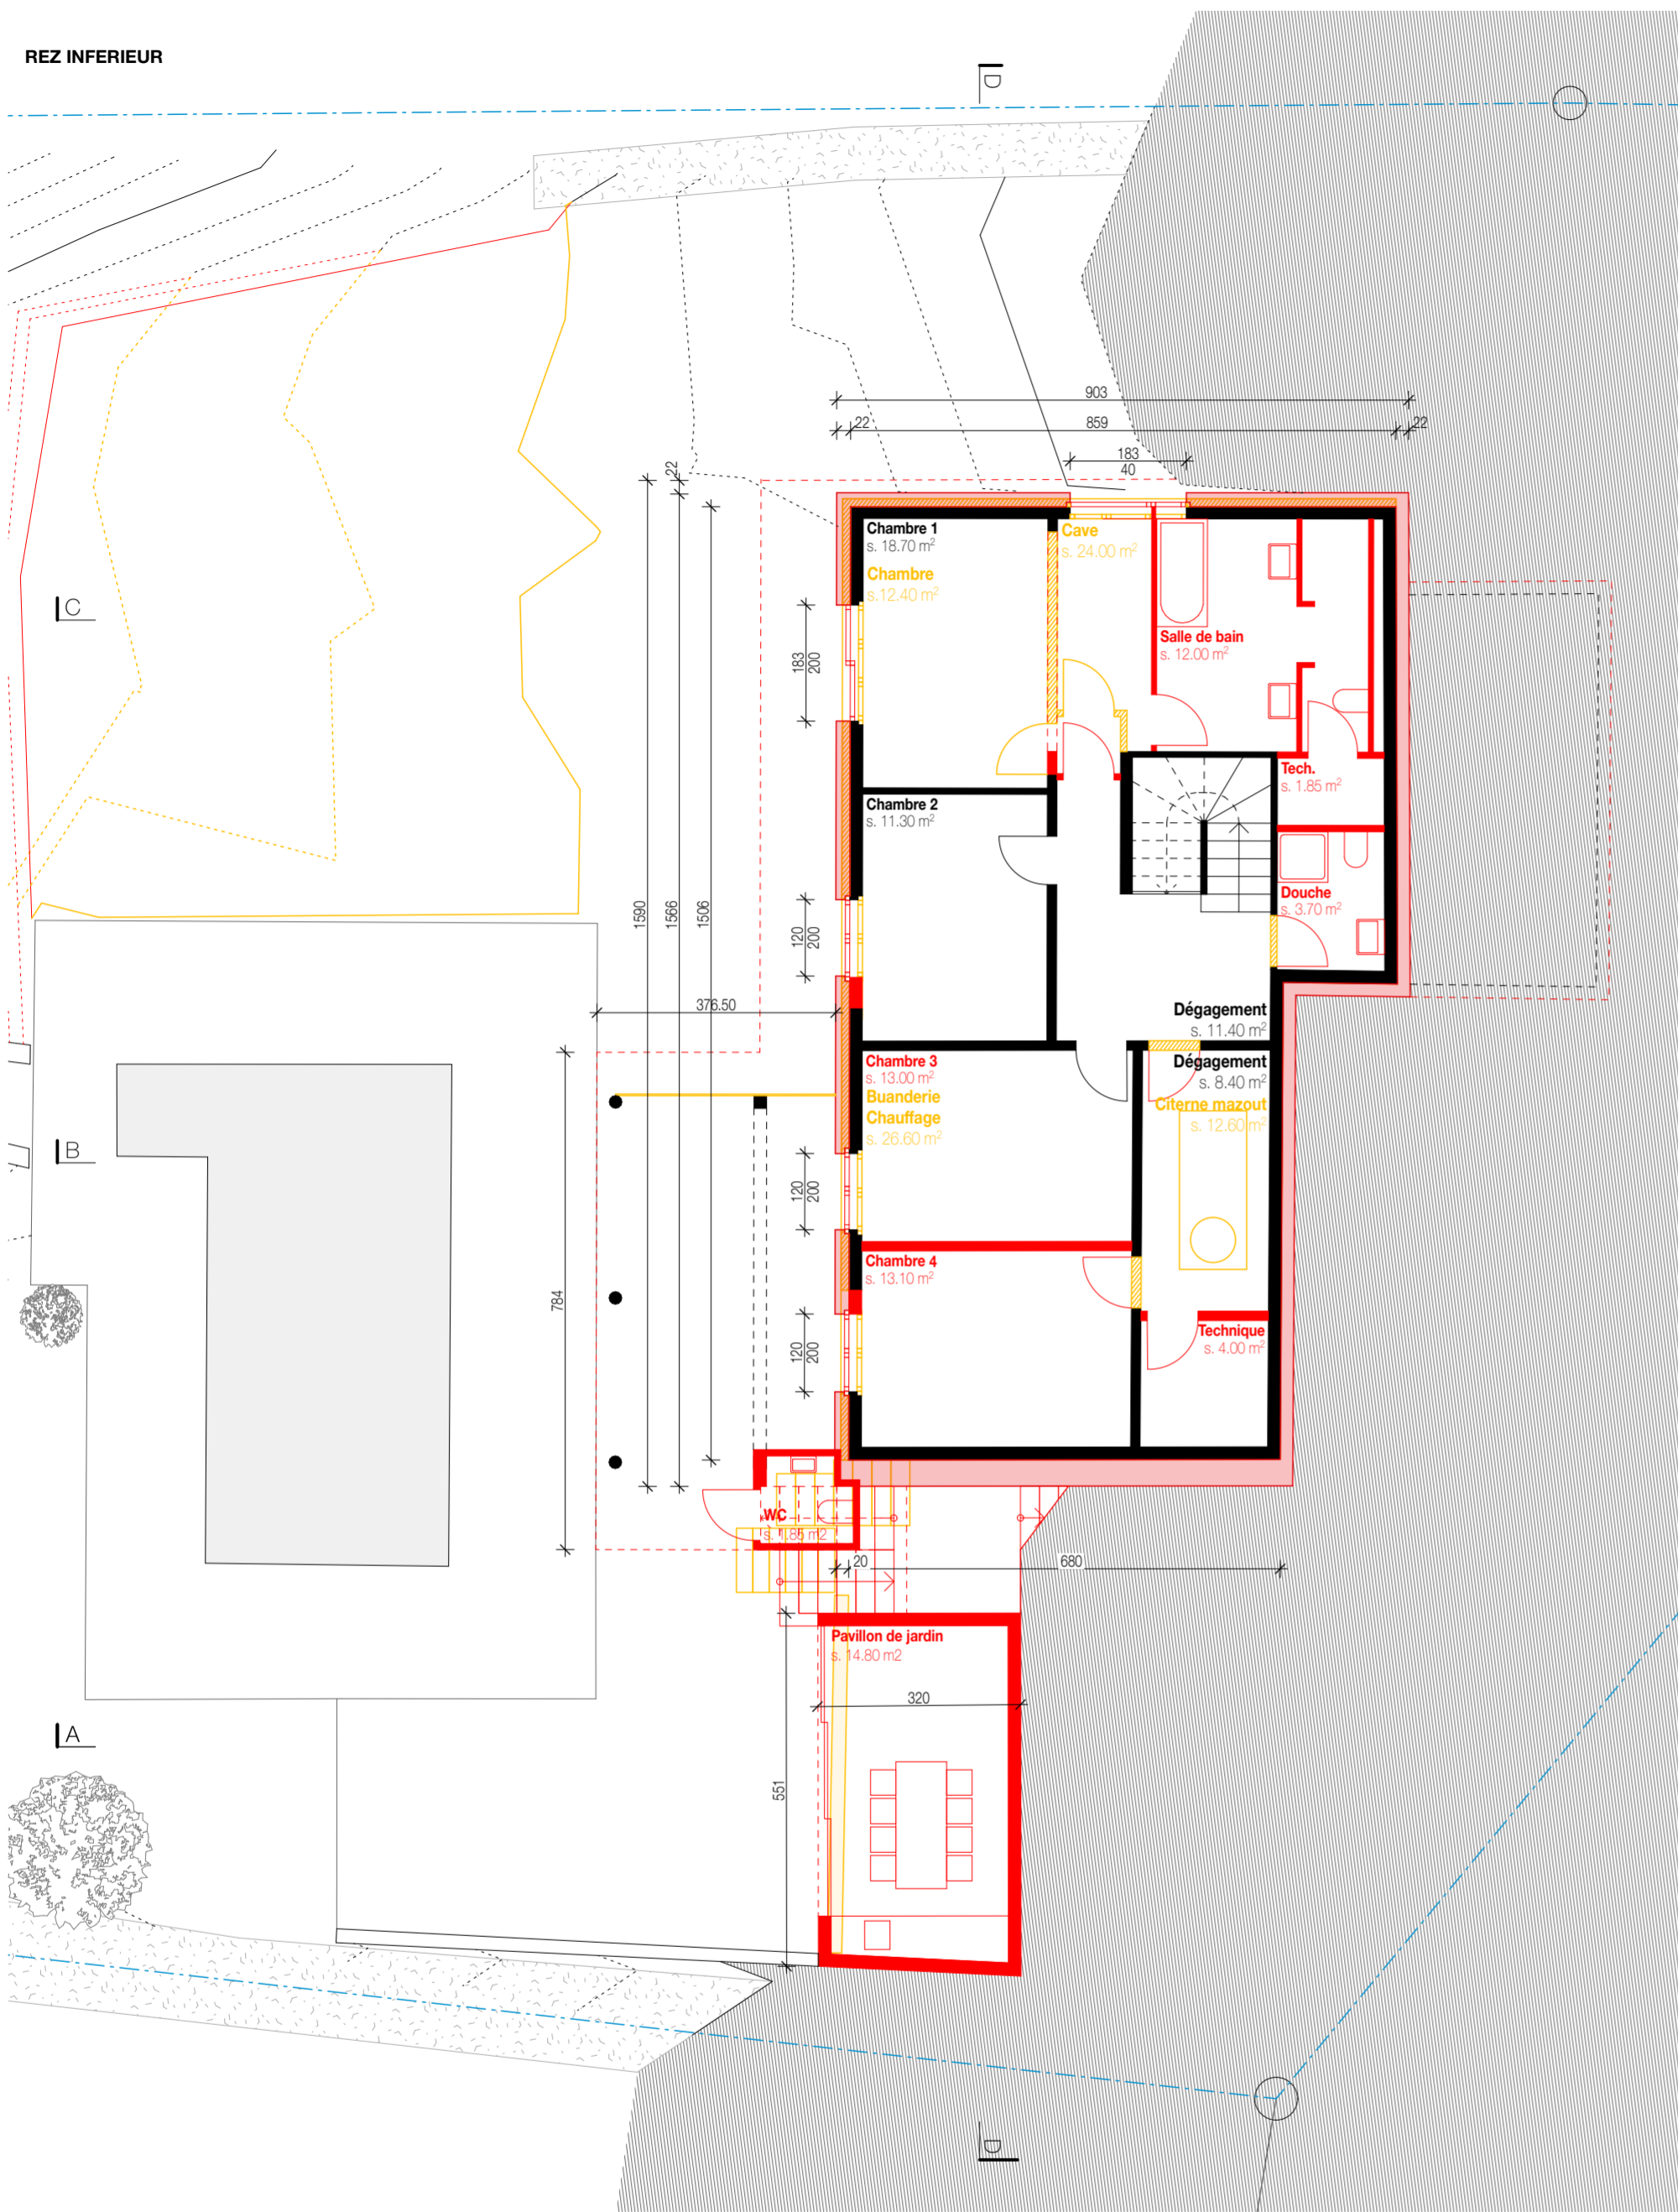 REZ INFERIEUR
D
903
22
859
22
183
40
22
Chambre 1
s. 18.70 m²
Chambre
s.12.40 m²
Cave
s. 24.00 m²
C
183
200
Salle de bain
s. 12.00 m²
Tech.
s. 1.85 m²
Chambre 2
s. 11.30 m²
Douche
s. 3.70 m²
1590
1566
1506
120
200
376.50
Dégagement
s. 11.40 m²
Chambre 3
s. 13.00 m²
Buanderie
Chauffage
s. 26.60 m²
Dégagement
s. 8.40 m²
Citerne mazout
s. 12.60 m²
B
120
200
Chambre 4
s. 13.10 m²
784
120
200
Technique
s. 4.00 m²
WC
s. 1.85 m2
20
680
Pavillon de jardin
s. 14.80 m2
320
A
551
D